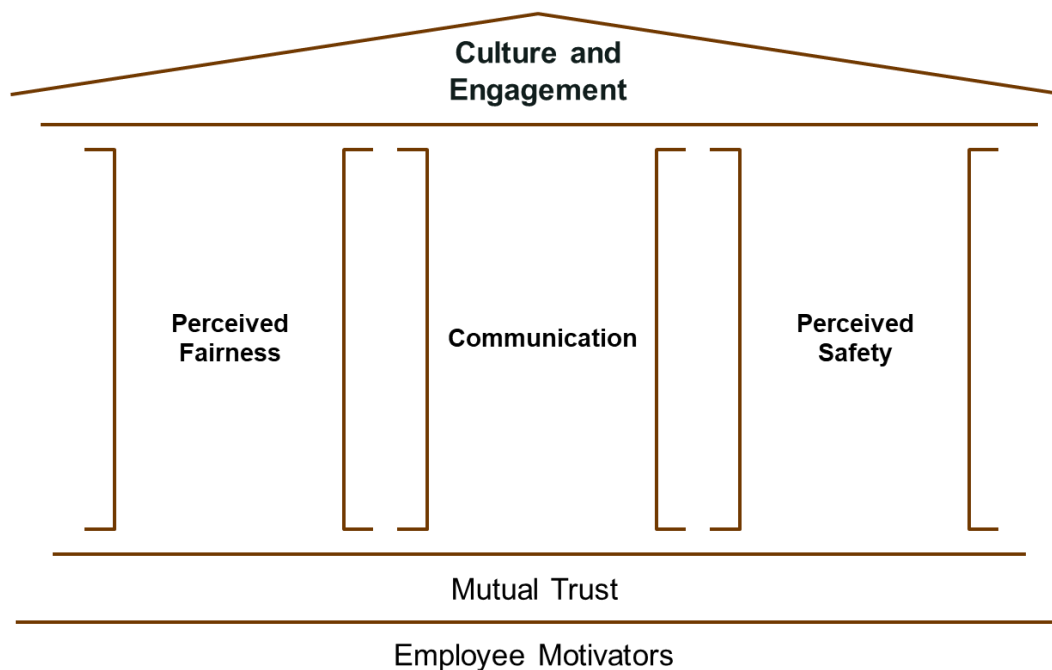 Culture and
Engagement
Perceived
Fairness
Communication
Perceived
Safety
Mutual Trust
Employee Motivators